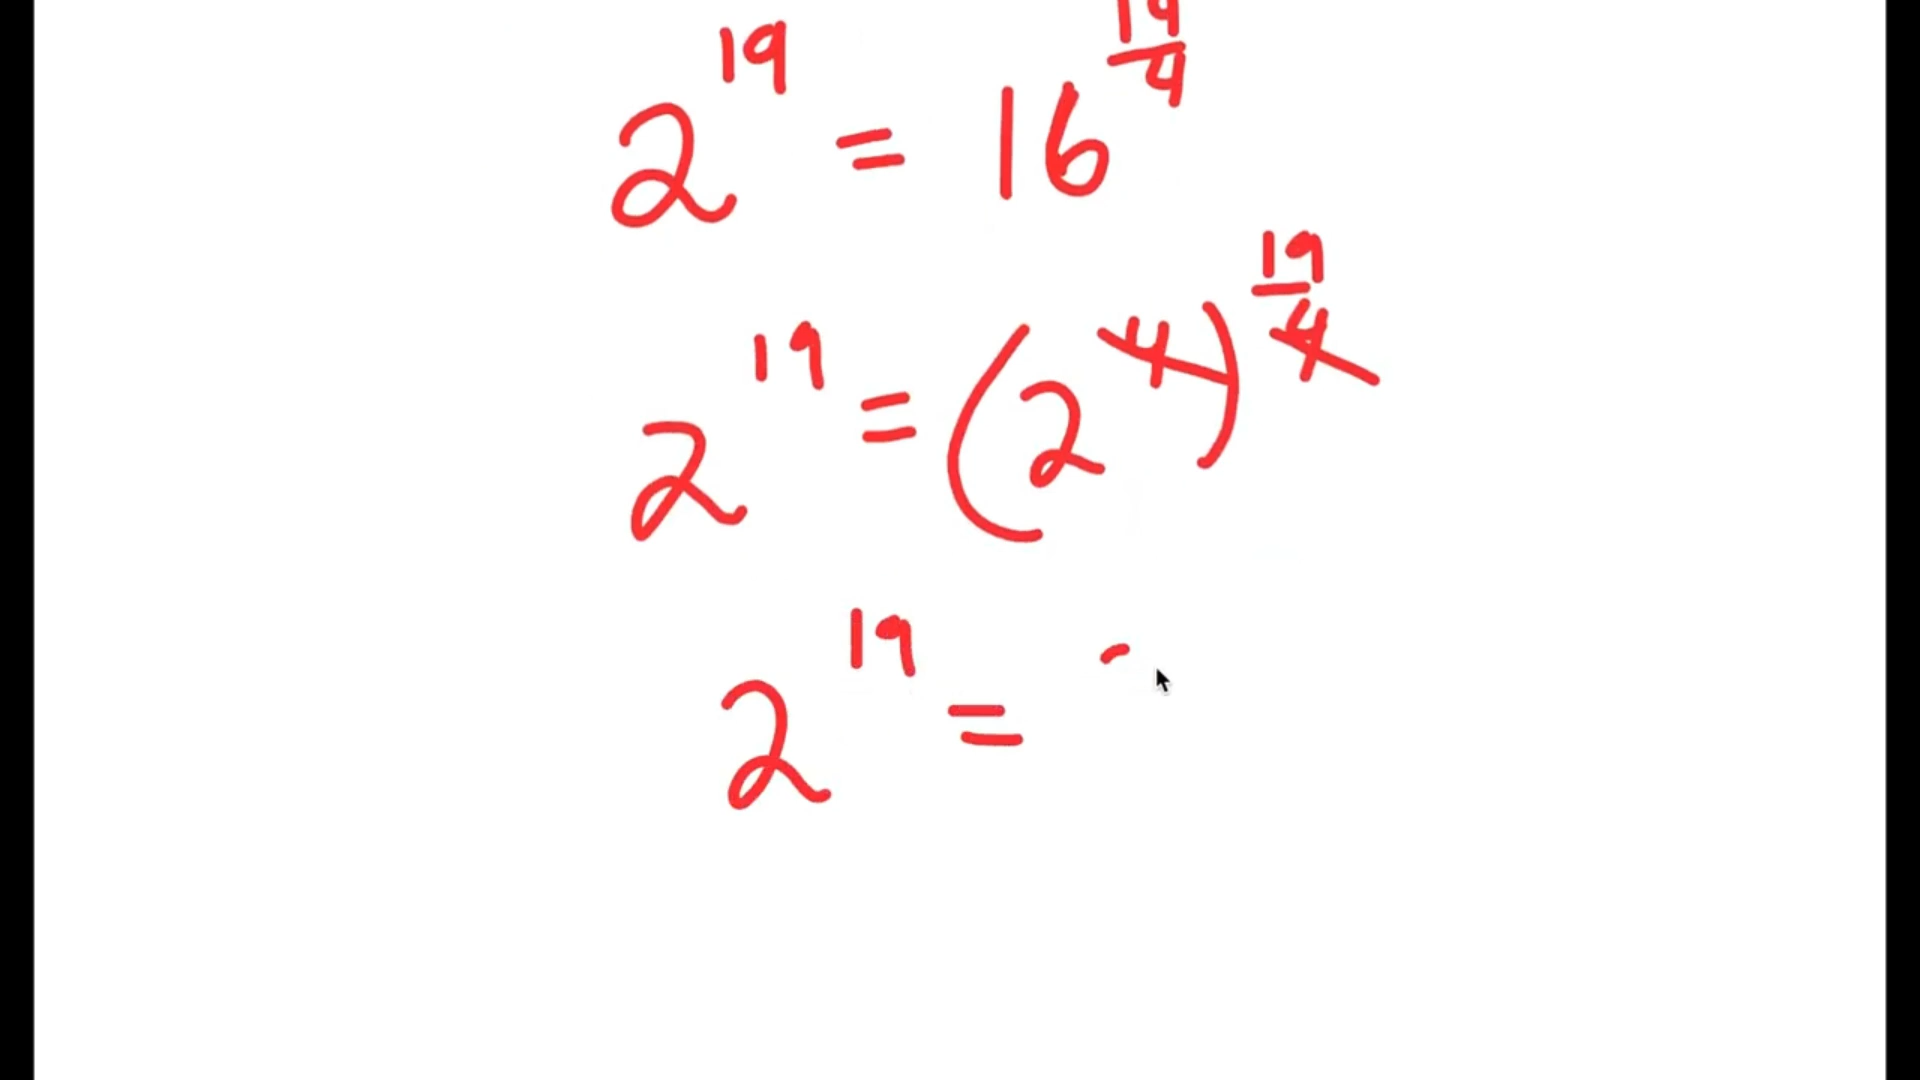 2^19 = 16^(19/4)
2^19 = (2^4)^(19/4)
2^19 =